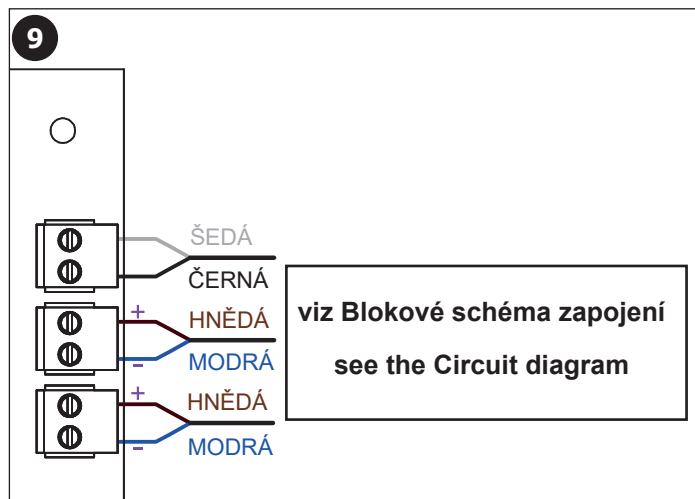 9
ŠEDÁ
ČERNÁ
+
HNĚDÁ
-
MODRÁ
+
HNĚDÁ
-
MODRÁ
viz Blokové schéma zapojení
see the Circuit diagram